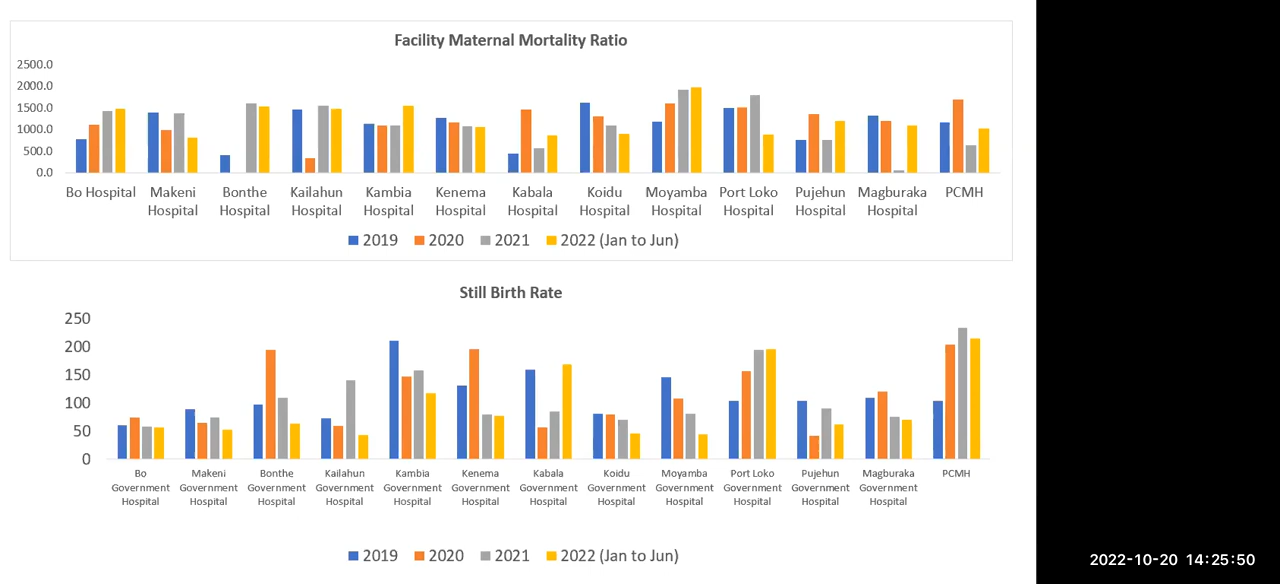 Facility Maternal Mortality Ratio
2500.0
2000.0
1500.0
1000.0
500.0
0.0
Bo Hospital Makeni Bonthe Kailahun Kambia Kenema Kabala Koidu Moyamba Port Loko Pujehun Magburaka PCMH
Hospital Hospital Hospital Hospital Hospital Hospital Hospital Hospital Hospital Hospital Hospital
2019 2020 2021 2022 (Jan to Jun)
Still Birth Rate
250
200
150
100
50
0
Bo Makeni Bonthe Kailahun Kambia Kenema Kabala Koidu Moyamba Port Loko Pujehun Magburaka PCMH
Government Government Government Government Government Government Government Government Government Government Government Government
Hospital Hospital Hospital Hospital Hospital Hospital Hospital Hospital Hospital Hospital Hospital Hospital
2019 2020 2021 2022 (Jan to Jun)
2022-10-20 14:25:50